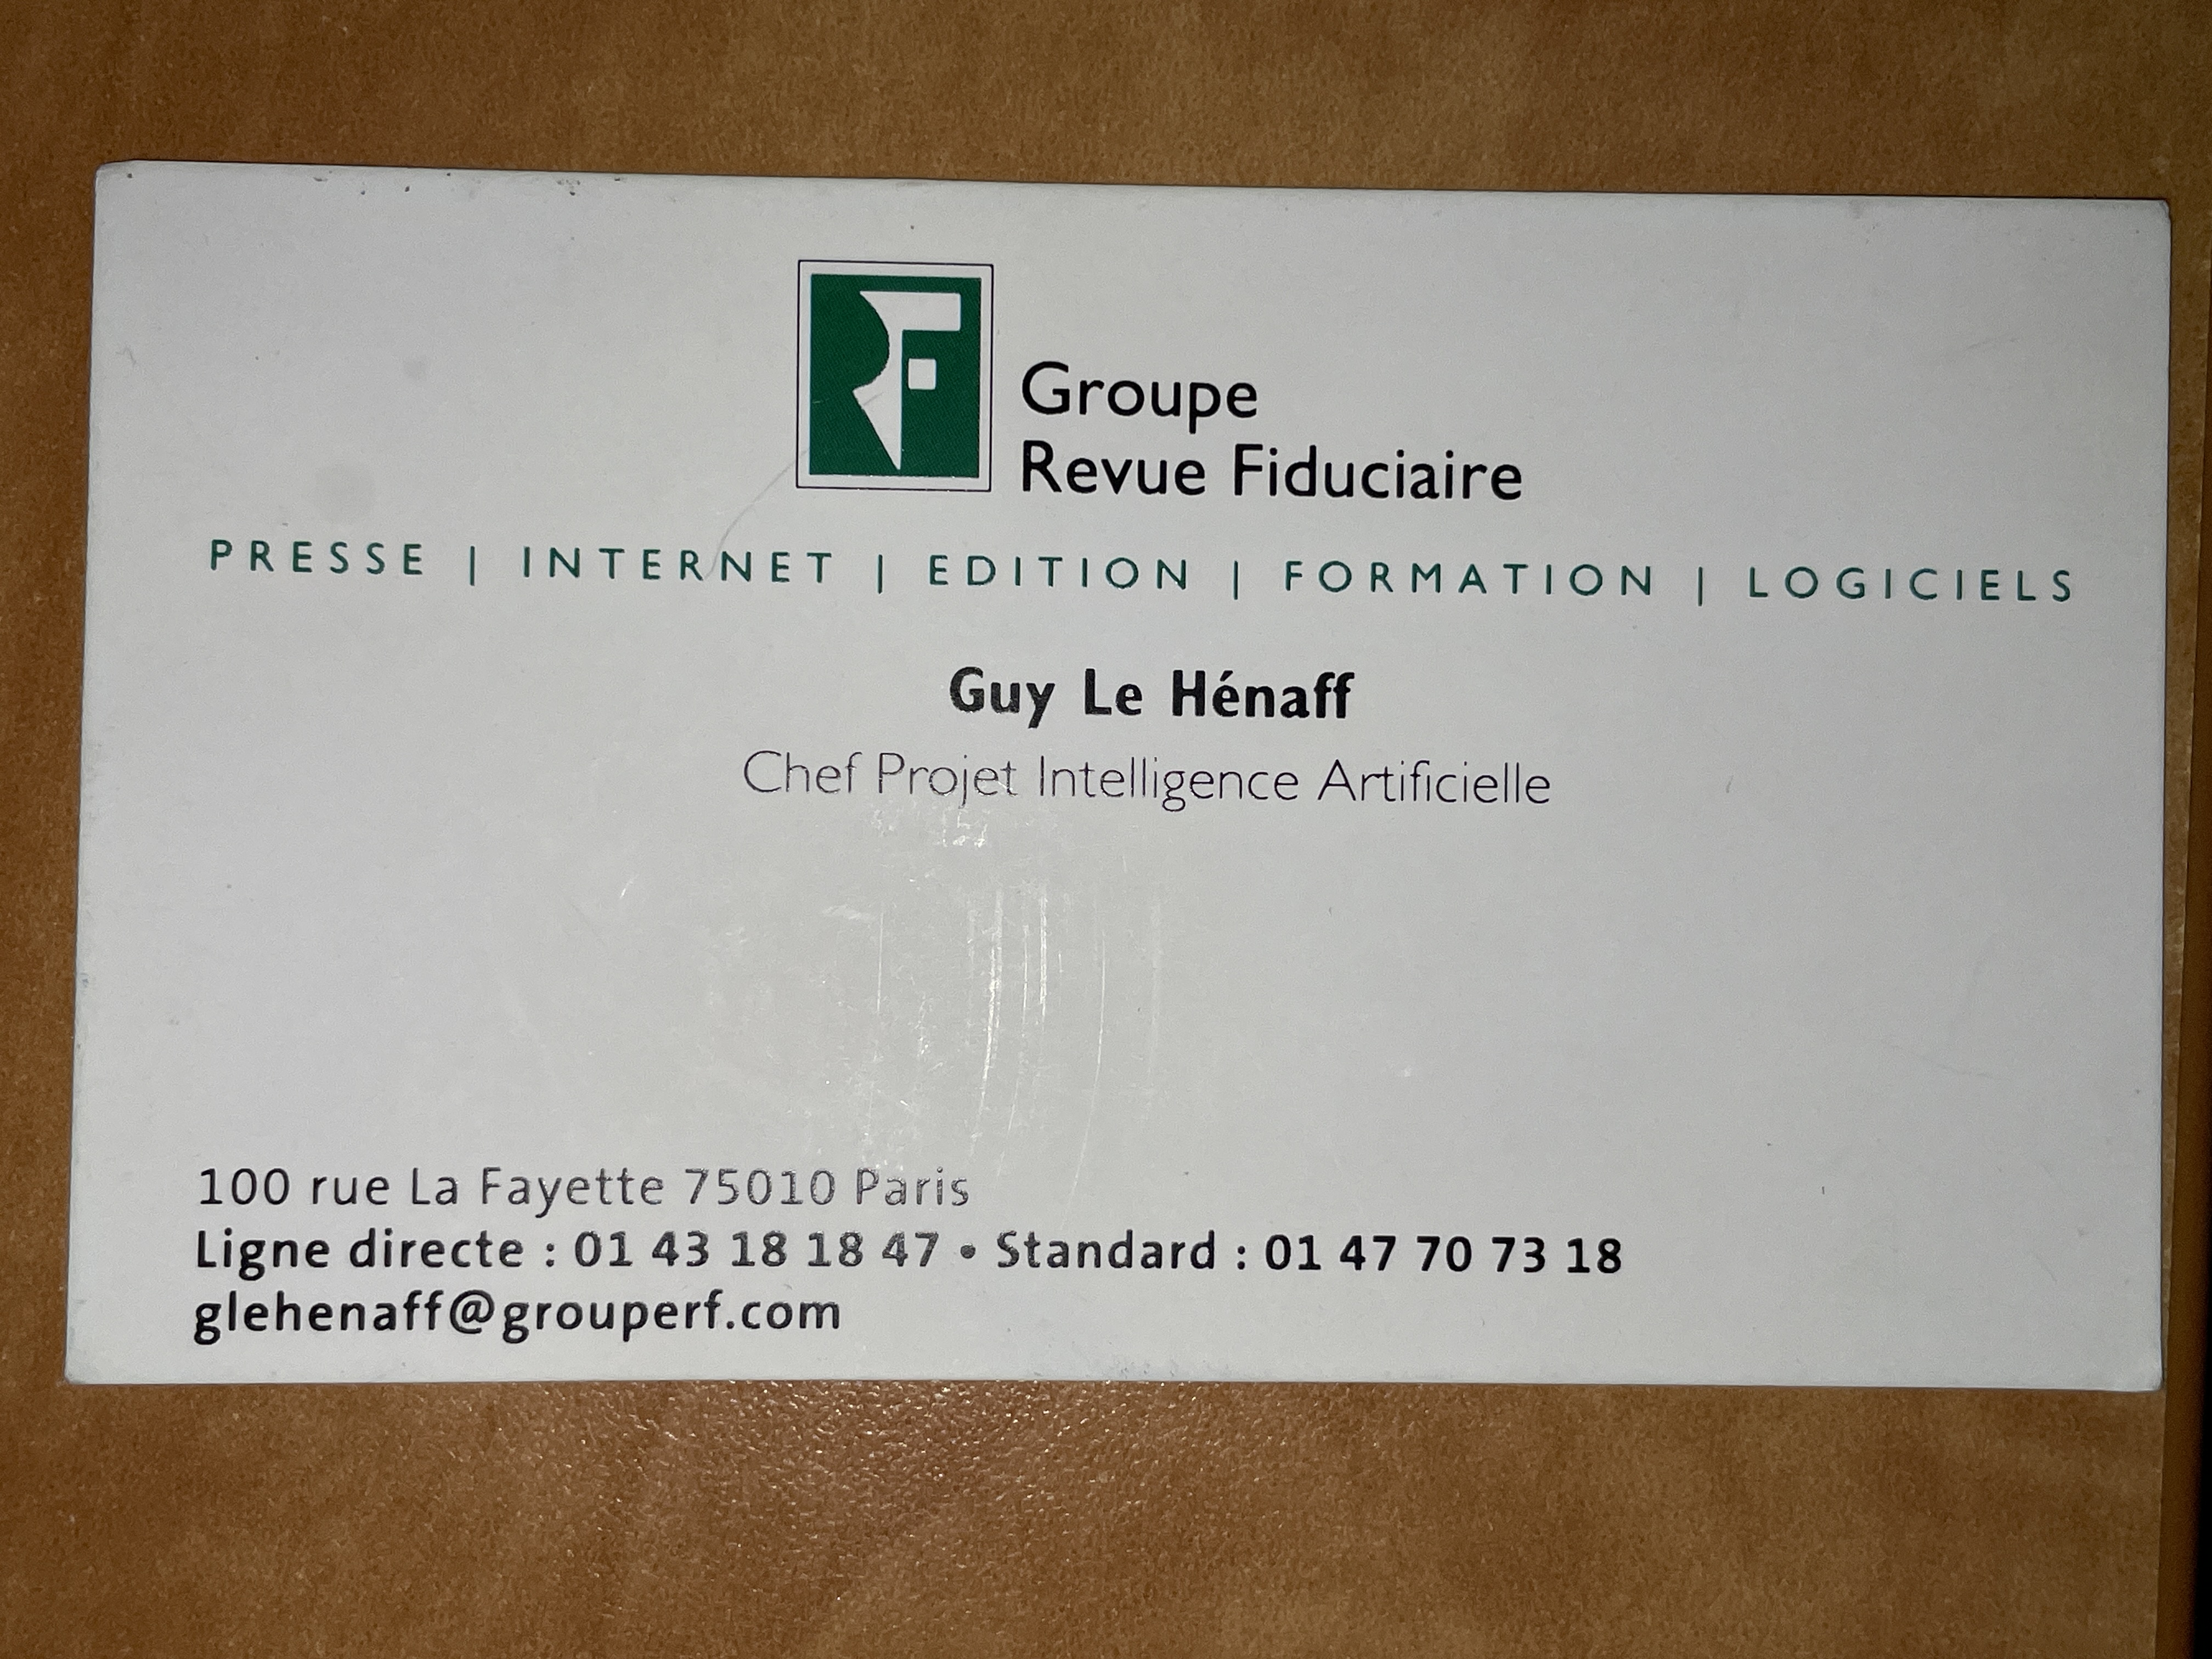 RF
Groupe
Revue Fiduciaire
PRESSE | INTERNET | EDITION | FORMATION | LOGICIELS
Guy Le Hénaff
Chef Projet Intelligence Artificielle
100 rue La Fayette 75010 Paris
Ligne directe : 01 43 18 18 47 • Standard : 01 47 70 73 18
glehenaff@grouperf.com